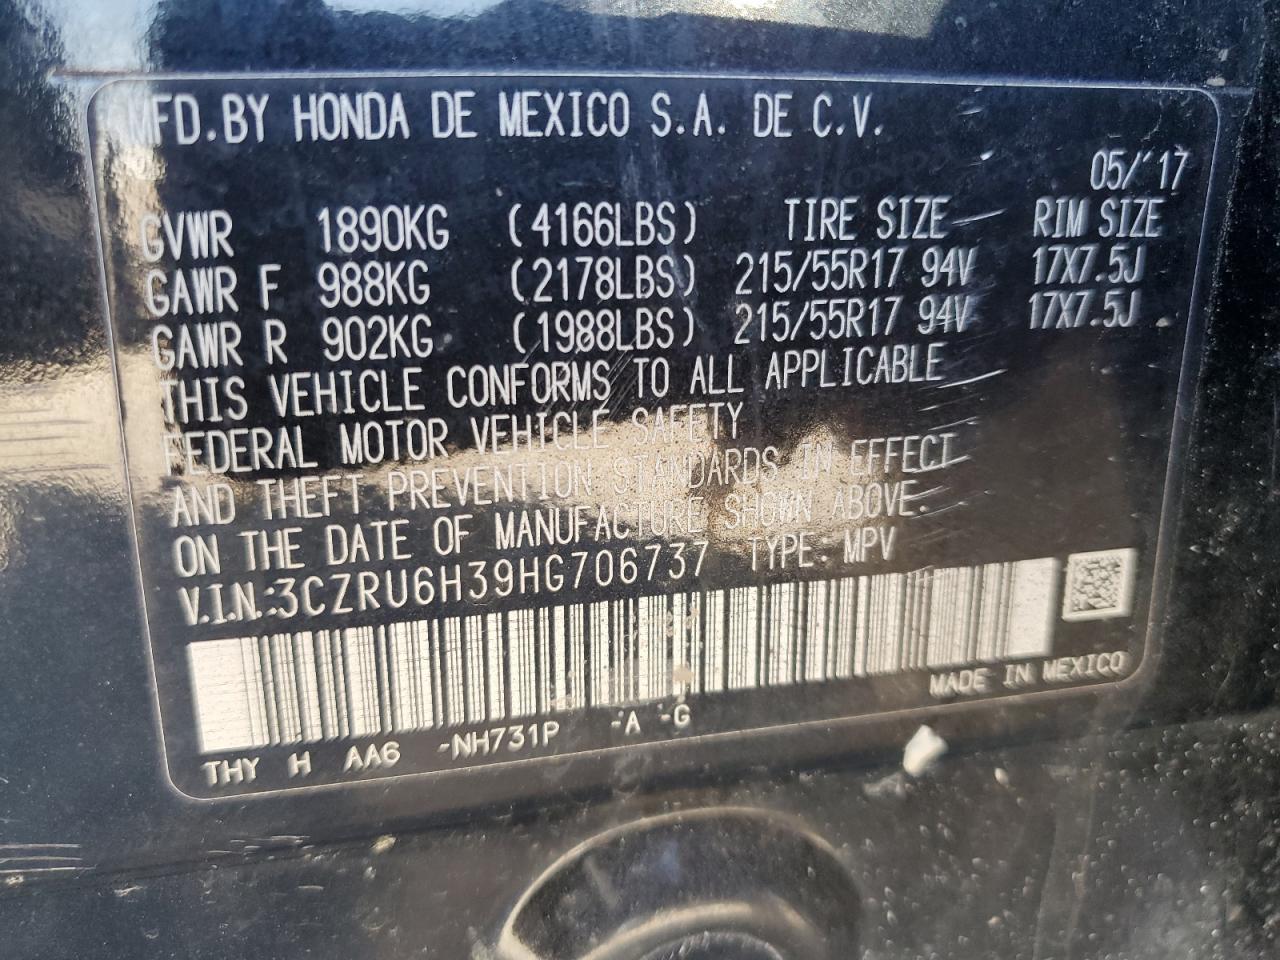 MFD.BY HONDA DE MEXICO S.A. DE C.V.
05/'17
GVWR 1890KG (4166LBS) TIRE SIZE RIM SIZE
GAWR F 988KG (2178LBS) 215/55R17 94V 17X7.5J
GAWR R 902KG (1988LBS) 215/55R17 94V 17X7.5J
THIS VEHICLE CONFORMS TO ALL APPLICABLE
FEDERAL MOTOR VEHICLE SAFETY
AND THEFT PREVENTION STANDARDS IN EFFECT
ON THE DATE OF MANUFACTURE SHOWN ABOVE.
V.I.N.:3CZRU6H39HG706737 TYPE: MPV
MADE IN MEXICO
THY H AA6 -NH731P -A -G